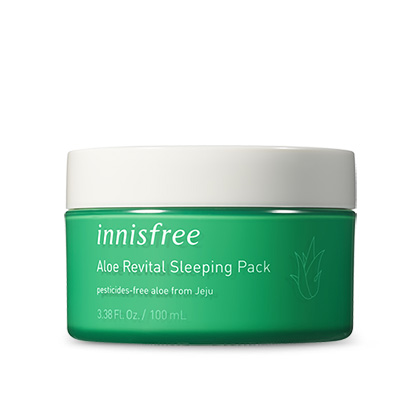 innisfree
Aloe Revital Sleeping Pack
pesticides-free aloe from Jeju
3.38 Fl. Oz. / 100 mL